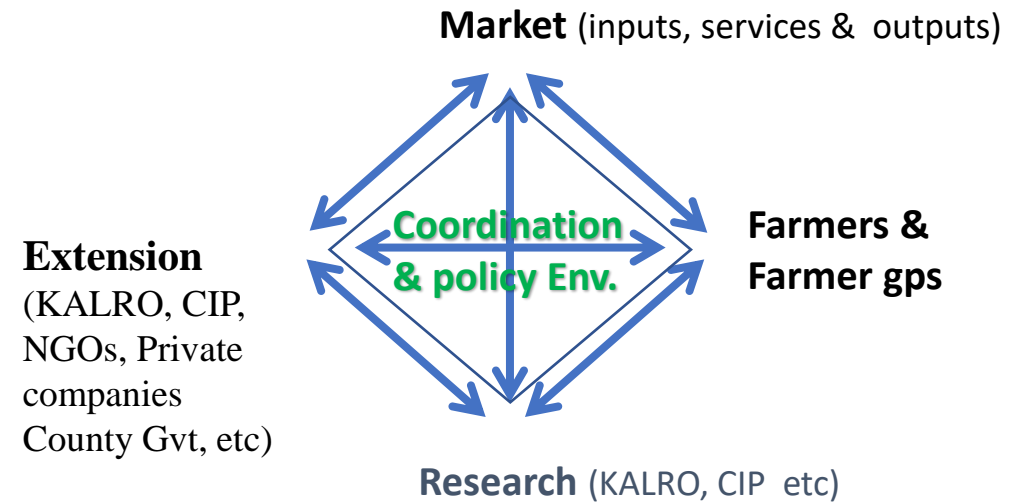 Market (inputs, services & outputs)
Coordination
& policy Env.
Farmers &
Farmer gps
Extension
(KALRO, CIP,
NGOs, Private
companies
County Gvt, etc)
Research (KALRO, CIP etc)